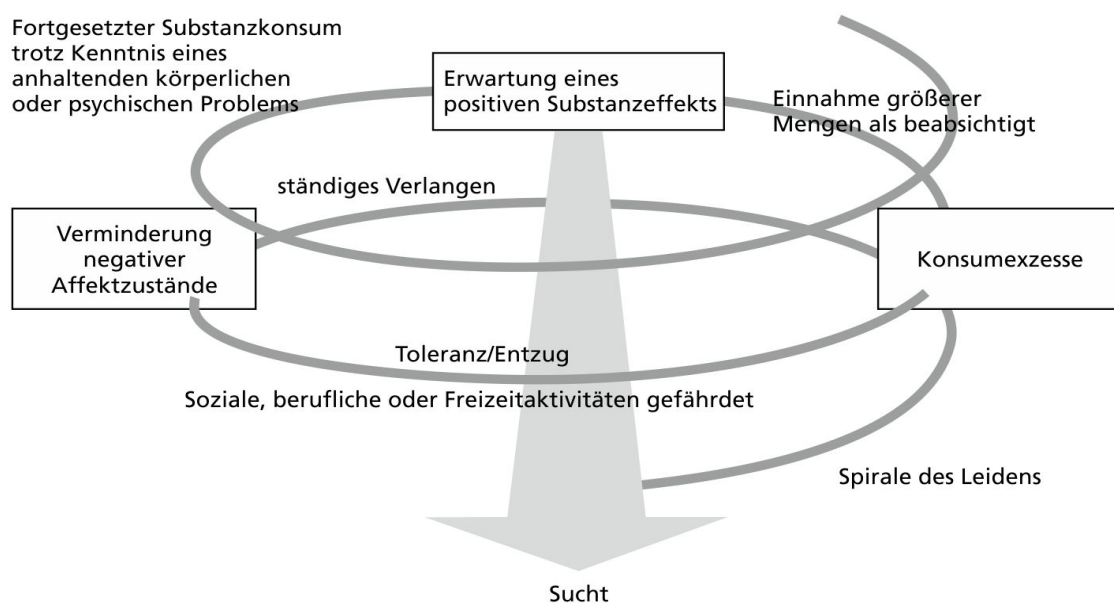 Fortgesetzter Substanzkonsum
trotz Kenntnis eines
anhaltenden körperlichen
oder psychischen Problems
Erwartung eines
positiven Substanzeffekts
Einnahme größerer
Mengen als beabsichtigt
ständiges Verlangen
Verminderung
negativer
Affektzustände
Konsumexzesse
Toleranz/Entzug
Soziale, berufliche oder Freizeitaktivitäten gefährdet
Spirale des Leidens
Sucht